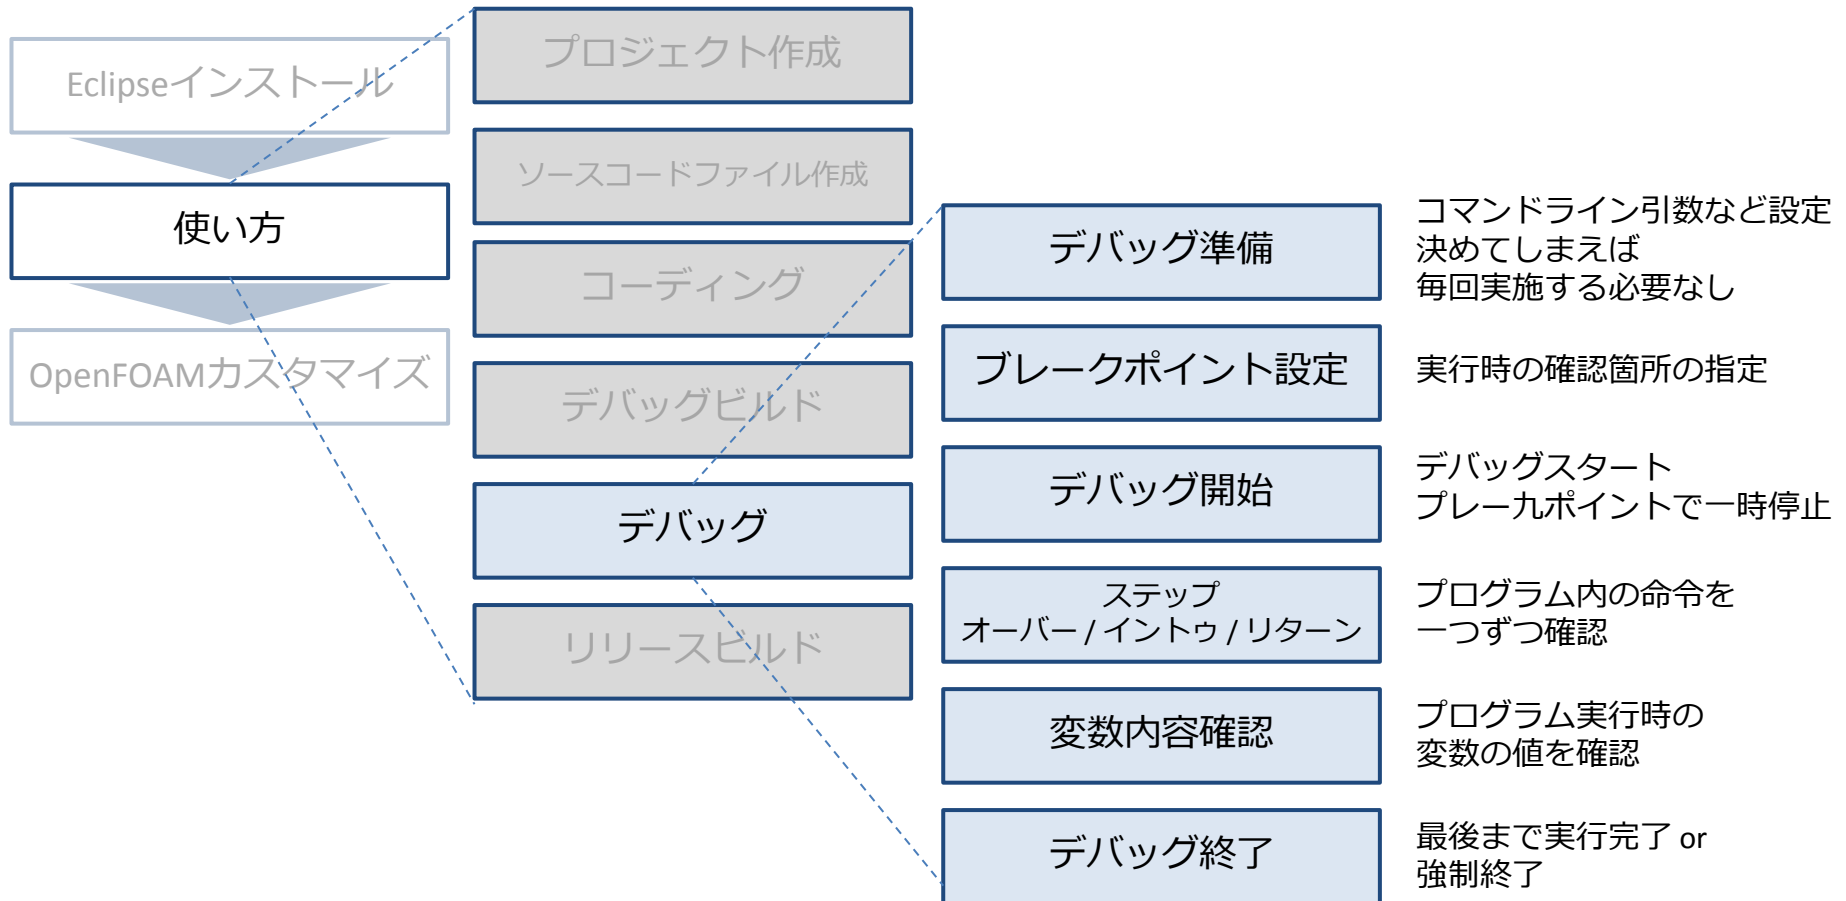 Eclipseインストール
使い方
OpenFOAMカスタマイズ
プロジェクト作成
ソースコードファイル作成
コーディング
デバッグビルド
デバッグ
リリースビルド
デバッグ準備
コマンドライン引数など設定
決めてしまえば
毎回実施する必要なし
ブレークポイント設定
実行時の確認箇所の指定
デバッグ開始
デバッグスタート
プレー九ポイントで一時停止
ステップ
オーバー / イントゥ / リターン
プログラム内の命令を
一つずつ確認
変数内容確認
プログラム実行時の
変数の値を確認
デバッグ終了
最後まで実行完了 or
強制終了